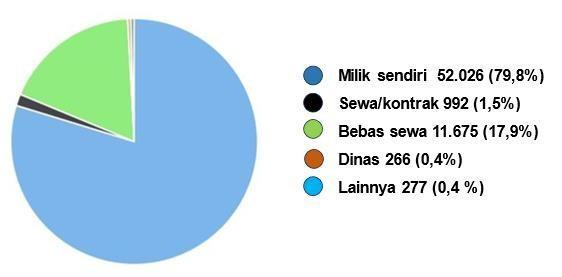 Milik sendiri 52.026 (79,8%)
Sewa/kontrak 992 (1,5%)
Bebas sewa 11.675 (17,9%)
Dinas 266 (0,4%)
Lainnya 277 (0,4 %)